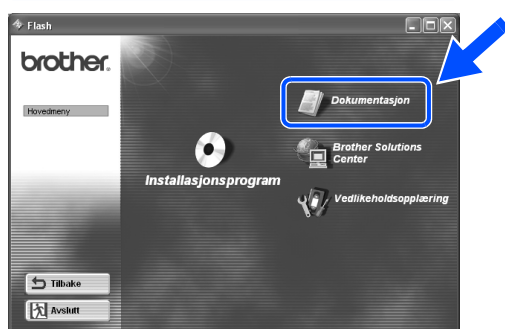 Flash
brother.
Hovedmeny
Dokumentasjon
Brother Solutions
Center
Installasjonsprogram
Vedlikeholdsopplæring
Tilbake
Avslutt